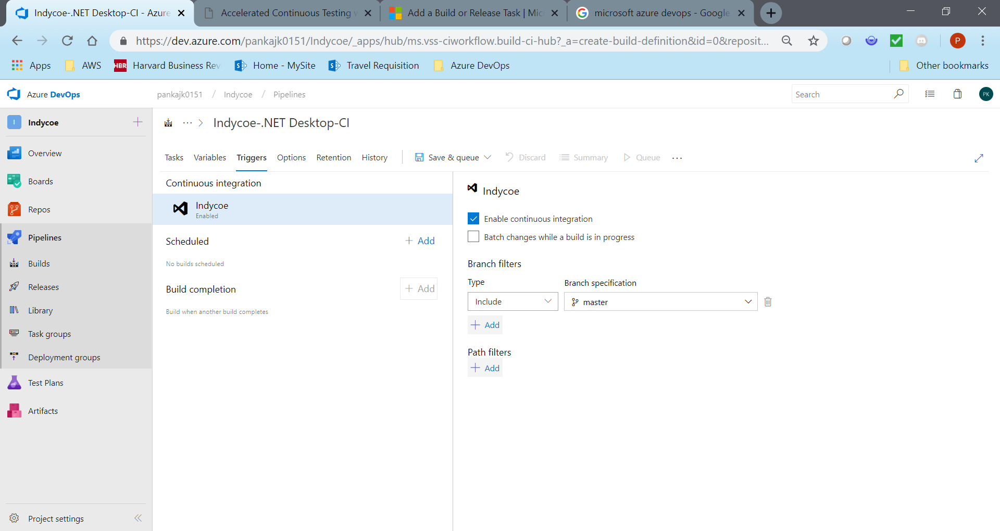 Indycoe-.NET Desktop-CI - Azure
Accelerated Continuous Testing w
Add a Build or Release Task | Mic
microsoft azure devops - Google
https://dev.azure.com/pankajk0151/Indycoe/_apps/hub/ms.vss-ciworkflow.build-ci-hub?_a=create-build-definition&id=0&reposit...
P
Apps
AWS
HBR
Harvard Business Rev
S
Home - MySite
S
Travel Requisition
Azure DevOps
Other bookmarks
Azure DevOps
pankajk0151 / Indycoe / Pipelines
Search
PK
I
Indycoe
Overview
Boards
Repos
Pipelines
Builds
Releases
Library
Task groups
Deployment groups
Test Plans
Artifacts
Project settings
... > Indycoe-.NET Desktop-CI
Tasks
Variables
Triggers
Options
Retention
History
Save & queue
Discard
Summary
Queue
...
Continuous integration
Indycoe
Enabled
Scheduled
+ Add
No builds scheduled
Build completion
+ Add
Build when another build completes
Indycoe
Enable continuous integration
Batch changes while a build is in progress
Branch filters
Type
Branch specification
Include
master
+ Add
Path filters
+ Add